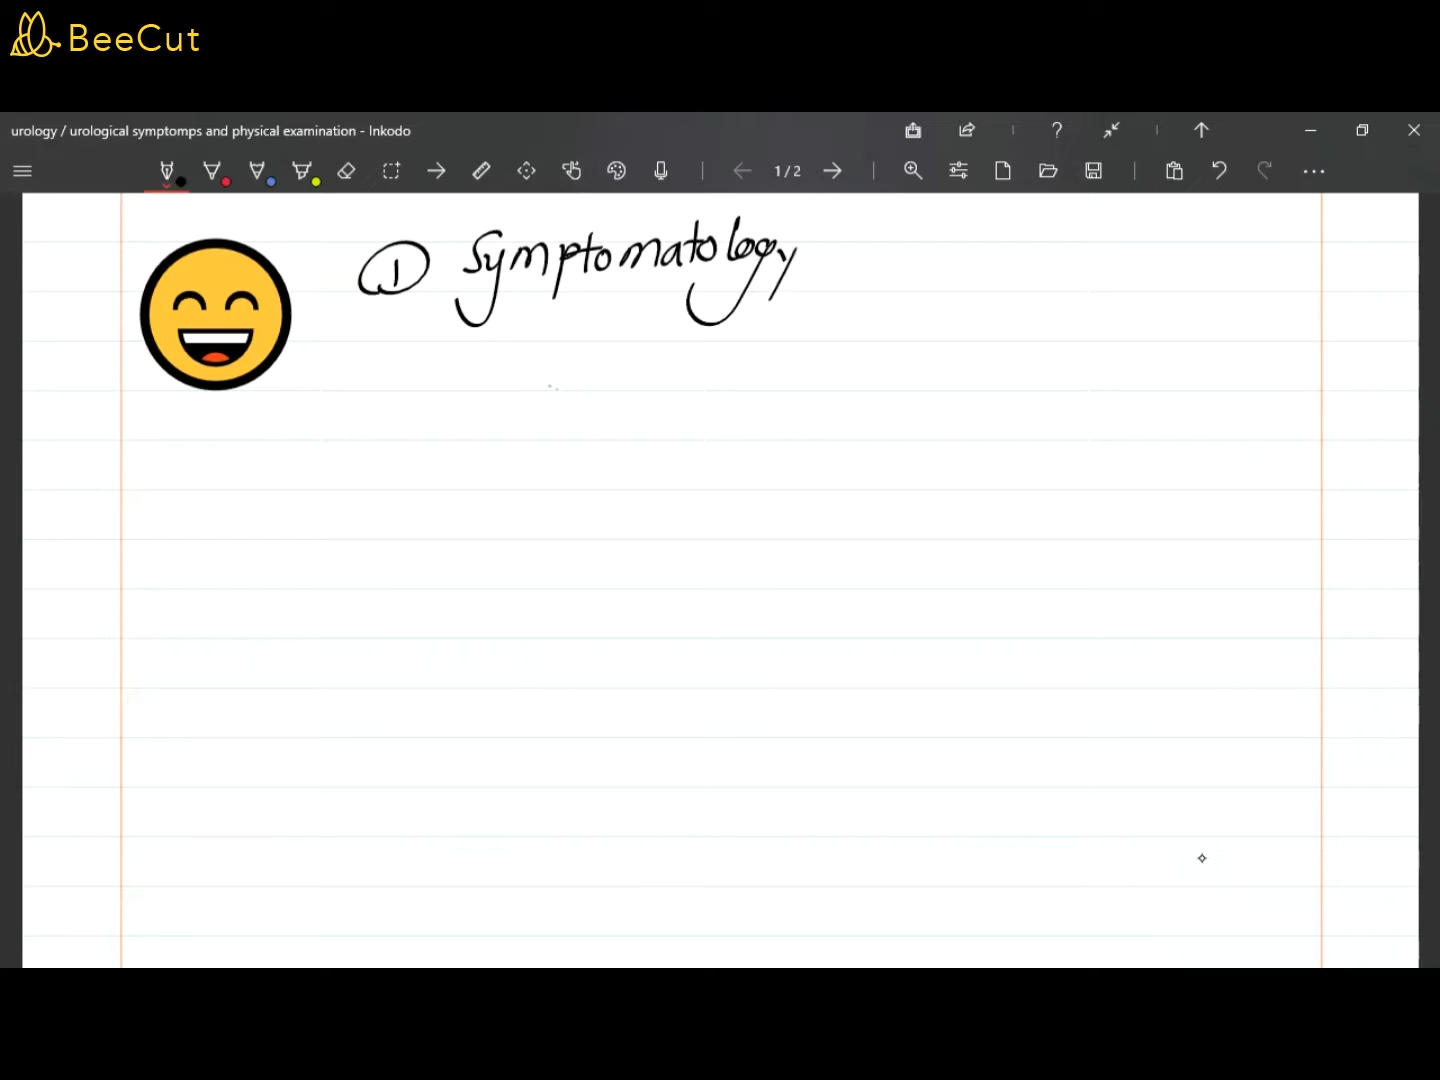 BeeCut
urology / urological symptomps and physical examination - Inkodo
1 / 2
① Symptomatology